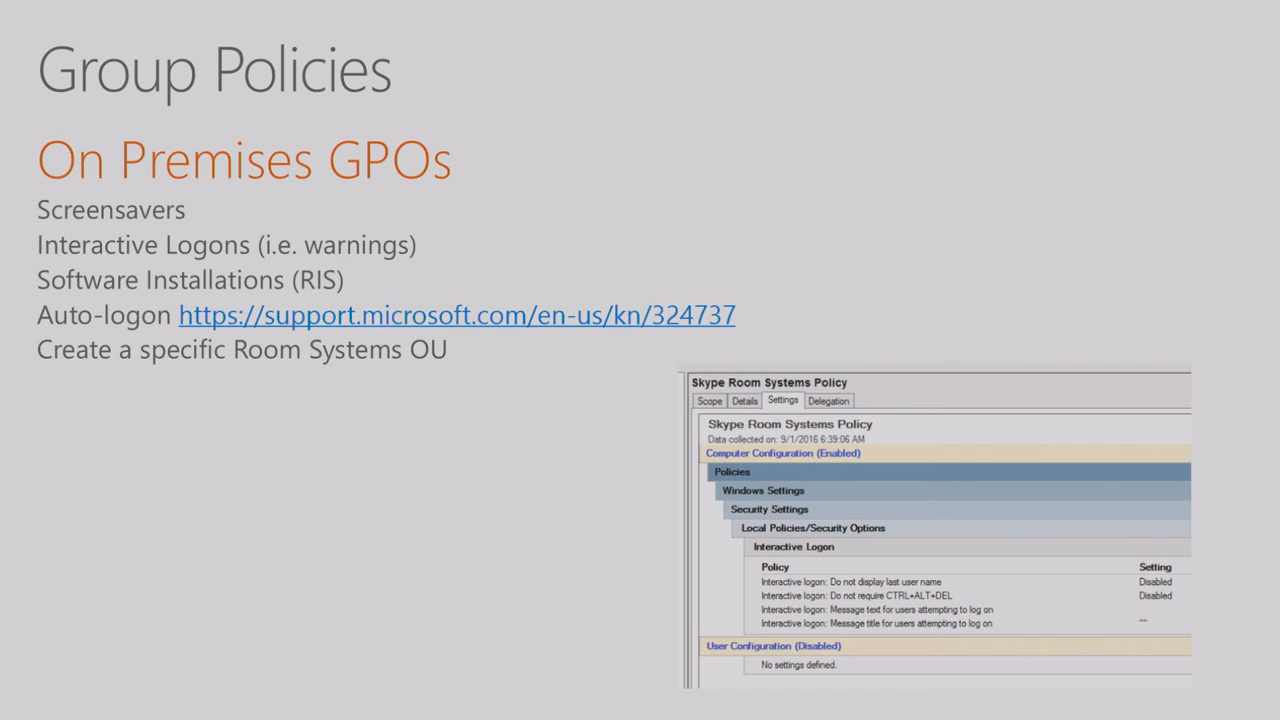 Group Policies
On Premises GPOs
Screensavers
Interactive Logons (i.e. warnings)
Software Installations (RIS)
Auto-logon https://support.microsoft.com/en-us/kn/324737
Create a specific Room Systems OU
Skype Room Systems Policy
Scope Details Settings Delegation
Skype Room Systems Policy
Data collected on: 9/1/2016 6:39:06 AM
Computer Configuration (Enabled)
Policies
Windows Settings
Security Settings
Local Policies/Security Options
Interactive Logon
Policy Setting
Interactive logon: Do not display last user name Disabled
Interactive logon: Do not require CTRL+ALT+DEL Disabled
Interactive logon: Message text for users attempting to log on
Interactive logon: Message title for users attempting to log on ""
User Configuration (Disabled)
No settings defined.